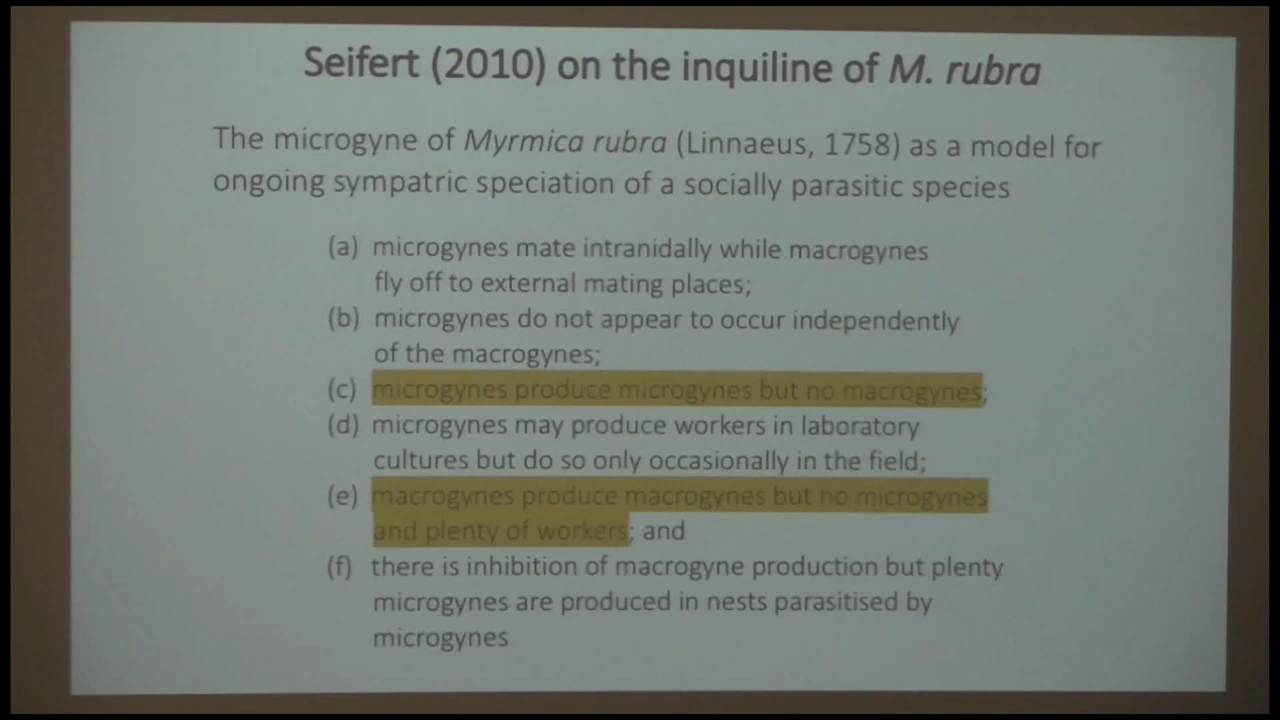 Seifert (2010) on the inquiline of M. rubra
The microgyne of Myrmica rubra (Linnaeus, 1758) as a model for
ongoing sympatric speciation of a socially parasitic species
(a) microgynes mate intranidally while macrogynes
fly off to external mating places;
(b) microgynes do not appear to occur independently
of the macrogynes;
(c) microgynes produce microgynes but no macrogynes;
(d) microgynes may produce workers in laboratory
cultures but do so only occasionally in the field;
(e) macrogynes produce macrogynes but no microgynes
and plenty of workers; and
(f) there is inhibition of macrogyne production but plenty
microgynes are produced in nests parasitised by
microgynes